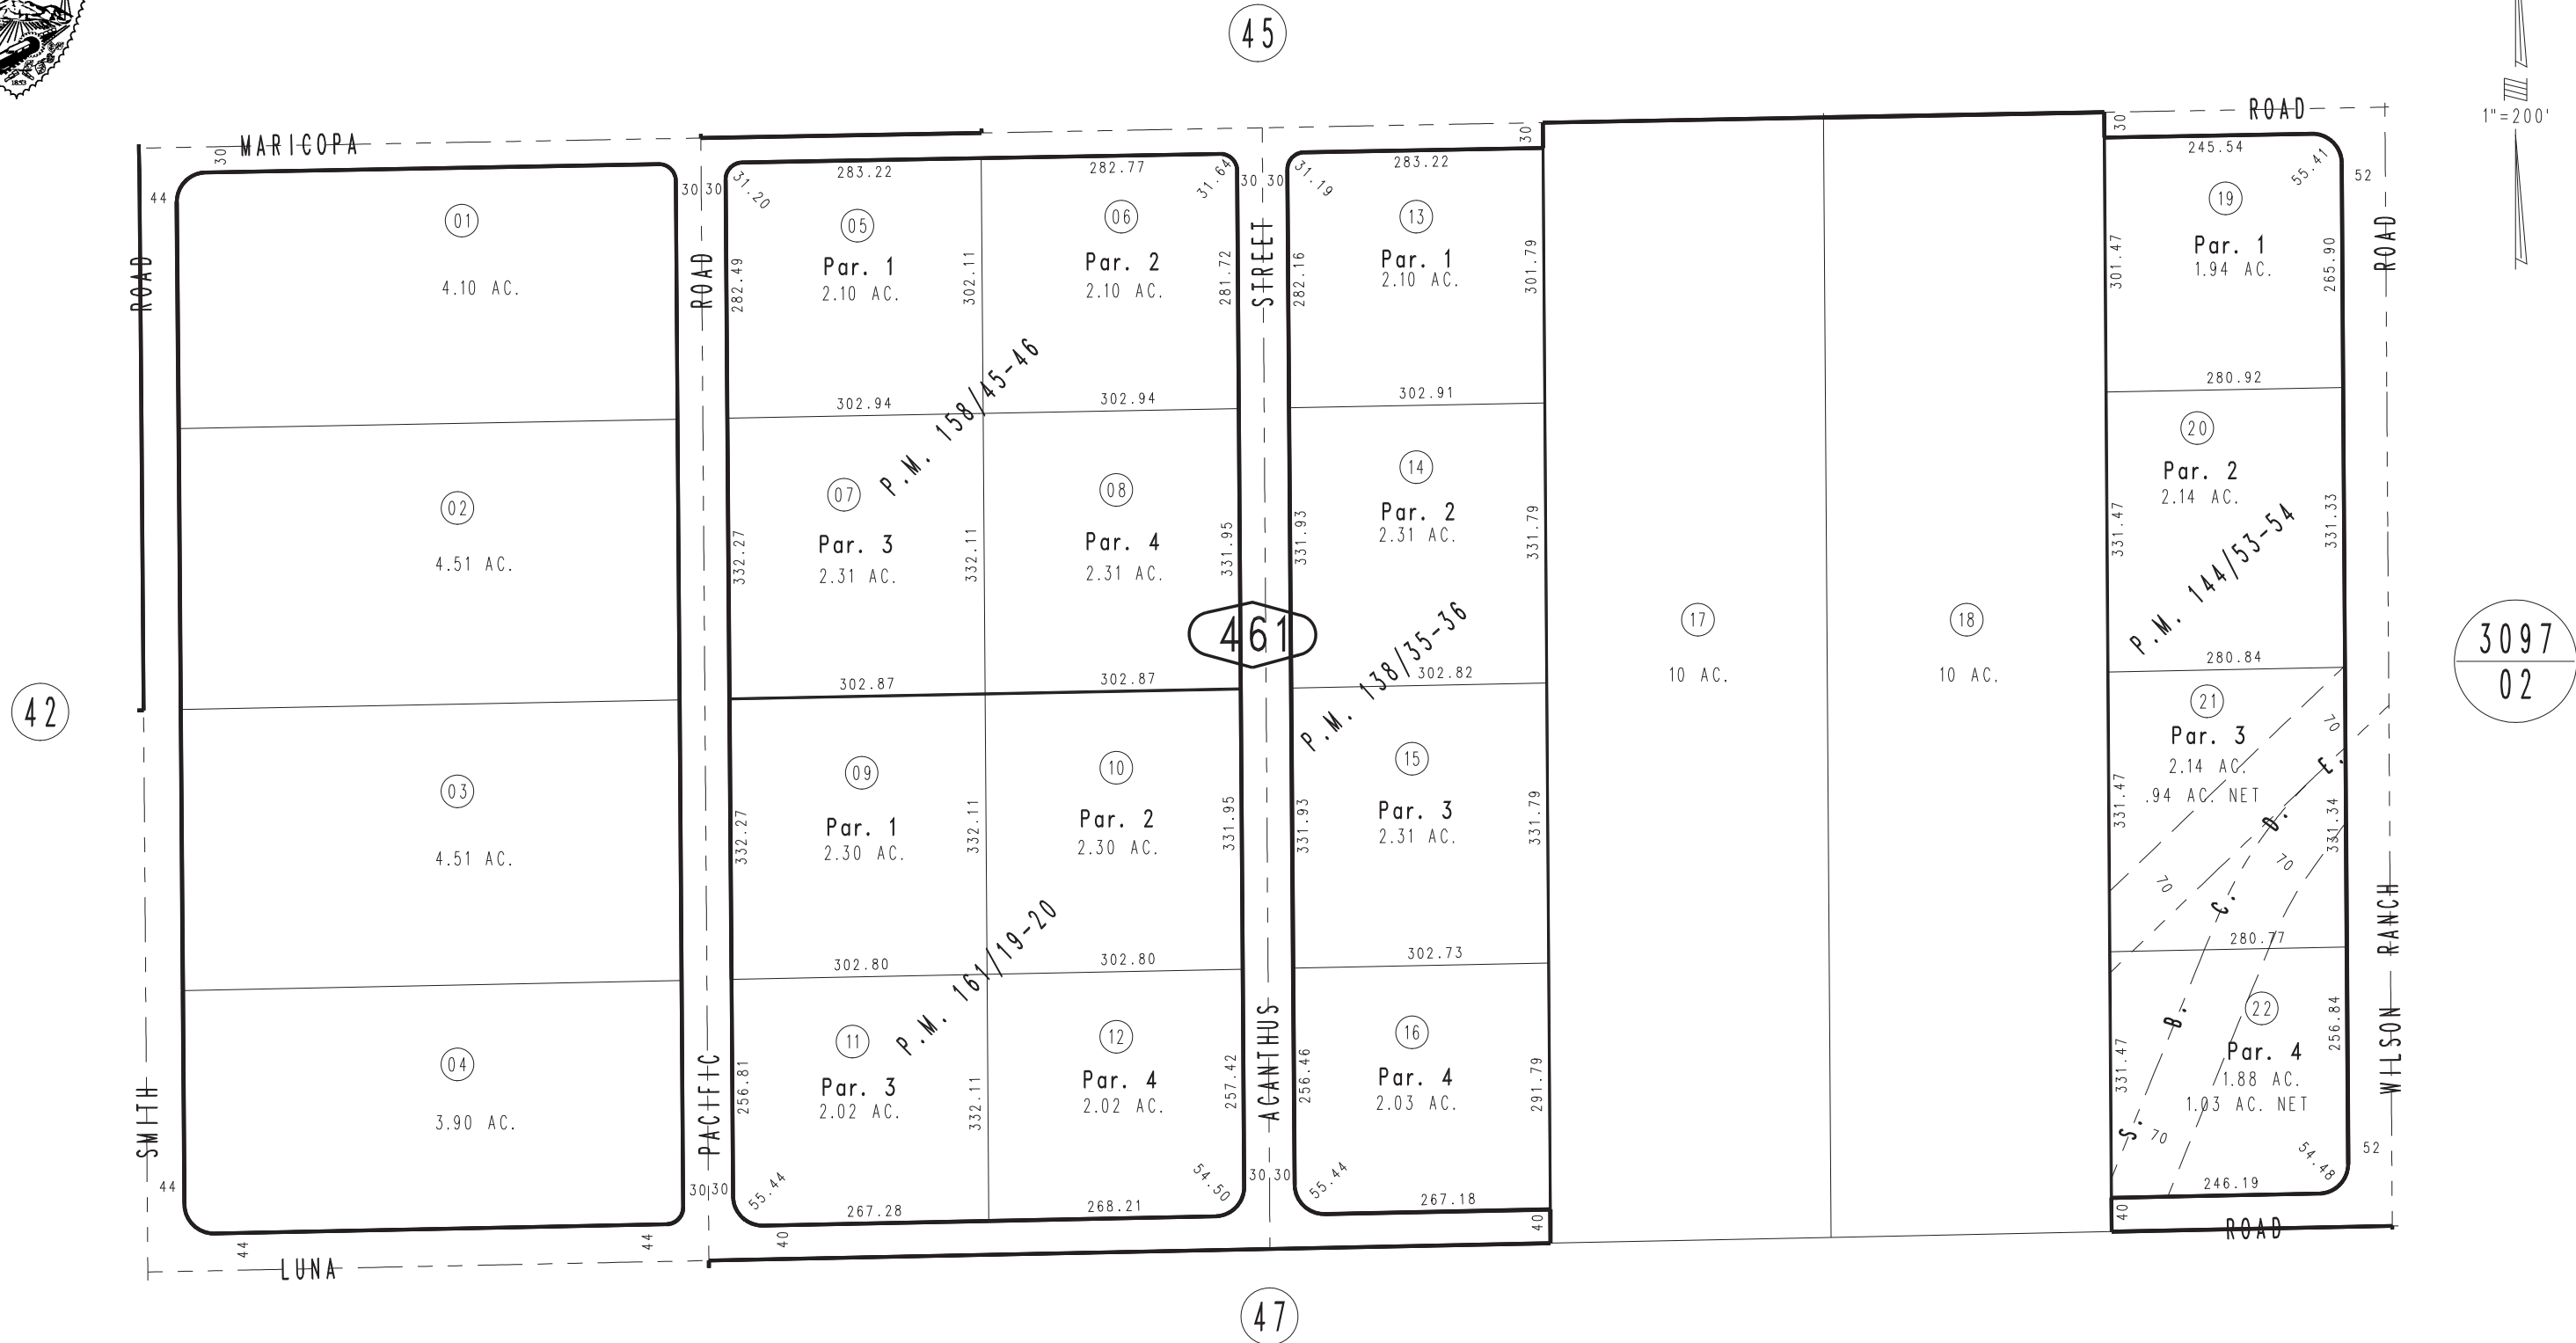 45
1"=200'
1853
MARICOPA
ROAD
30
30
30
44
ROAD
30 30
ROAD
30 30
STREET
52
ROAD
01
4.10 AC.
02
4.51 AC.
03
4.51 AC.
04
3.90 AC.
283.22
31.20
05
Par. 1
2.10 AC.
282.49
302.11
302.94
282.77
31.64
06
Par. 2
2.10 AC.
281.72
302.94
P.M. 158/45-46
07
Par. 3
2.31 AC.
332.27
332.11
302.87
08
Par. 4
2.31 AC.
331.95
302.87
461
09
Par. 1
2.30 AC.
332.27
332.11
302.80
10
Par. 2
2.30 AC.
331.95
302.80
P.M. 161/19-20
11
Par. 3
2.02 AC.
256.81
332.11
55.44
267.28
12
Par. 4
2.02 AC.
257.42
54.50
268.21
283.22
31.19
13
Par. 1
2.10 AC.
282.16
301.79
302.91
14
Par. 2
2.31 AC.
331.93
331.79
302.82
P.M. 138/35-36
15
Par. 3
2.31 AC.
331.93
331.79
302.73
16
Par. 4
2.03 AC.
256.46
291.79
55.44
267.18
17
10 AC.
18
10 AC.
245.54
55.41
19
Par. 1
1.94 AC.
301.47
265.90
280.92
20
Par. 2
2.14 AC.
331.47
331.33
280.84
P.M. 144/53-54
21
Par. 3
2.14 AC.
.94 AC. NET
331.47
331.34
70
70
70
280.77
S. B. C. D. E.
22
Par. 4
1.88 AC.
1.03 AC. NET
331.47
256.84
70
54.48
246.19
42
3097
02
SMITH
PACIFIC
ACANTHUS
WILSON RANCH
44
30 30
30 30
52
44
44
40
40
40
LUNA
ROAD
47